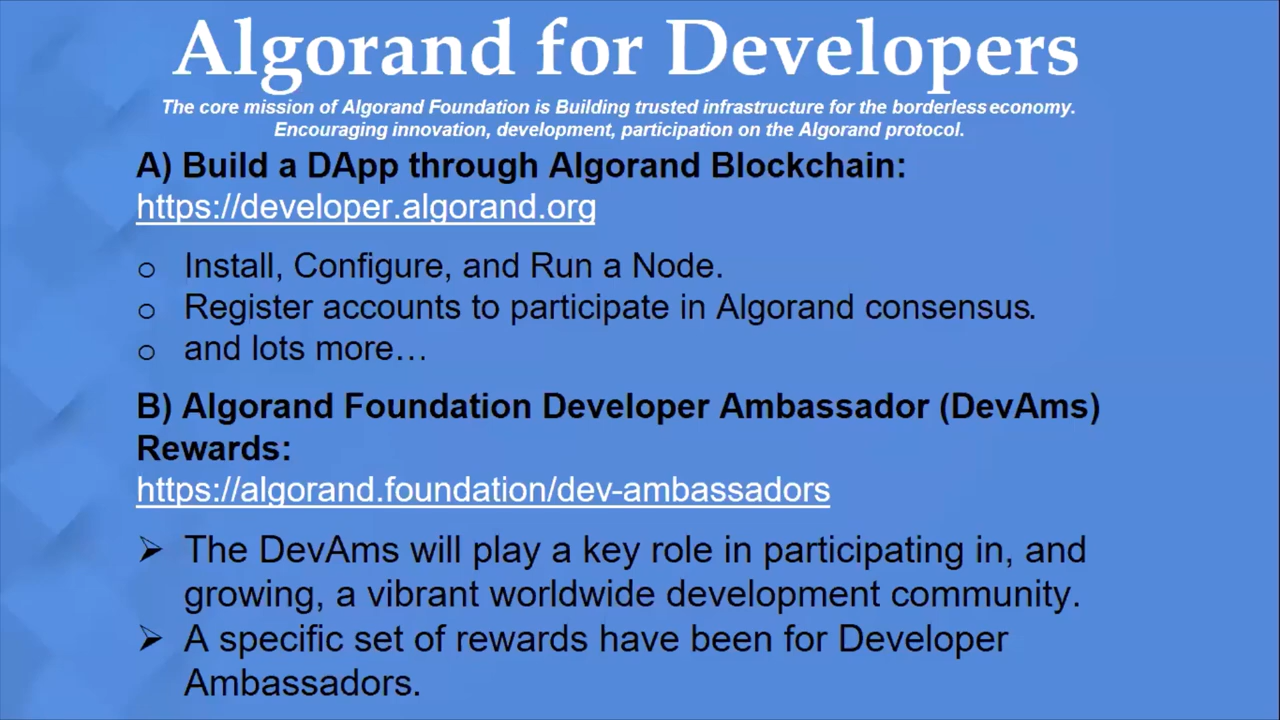 Algorand for Developers
The core mission of Algorand Foundation is Building trusted infrastructure for the borderless economy.
Encouraging innovation, development, participation on the Algorand protocol.
A) Build a DApp through Algorand Blockchain:
https://developer.algorand.org
o Install, Configure, and Run a Node.
o Register accounts to participate in Algorand consensus.
o and lots more…
B) Algorand Foundation Developer Ambassador (DevAms)
Rewards:
https://algorand.foundation/dev-ambassadors
➢ The DevAms will play a key role in participating in, and
growing, a vibrant worldwide development community.
➢ A specific set of rewards have been for Developer
Ambassadors.